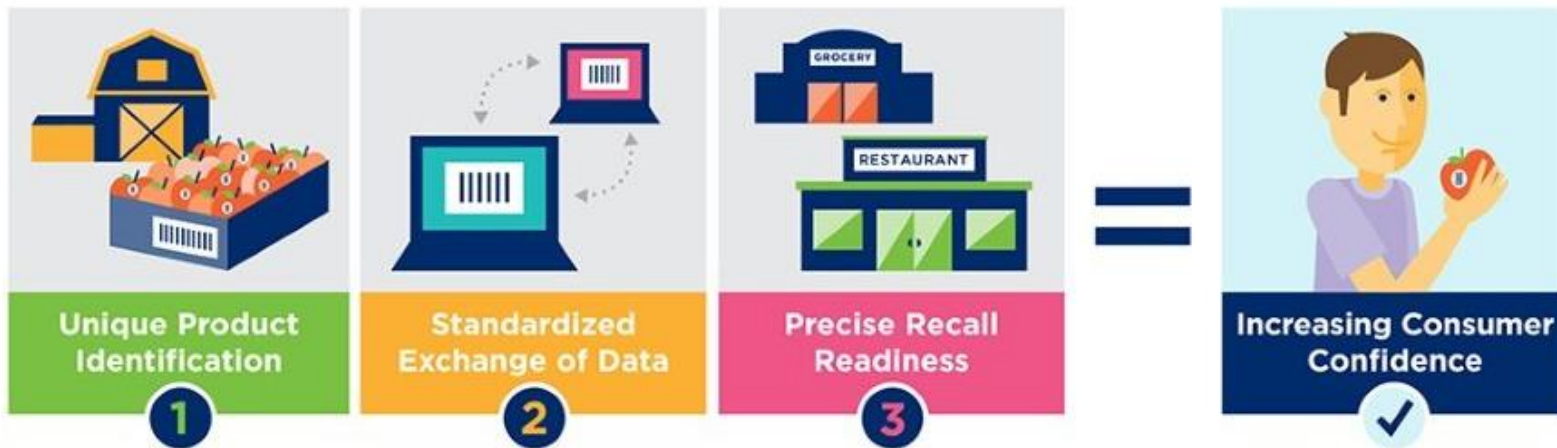 GROCERY
RESTAURANT
Unique Product
Identification
1
Standardized
Exchange of Data
2
Precise Recall
Readiness
3
=
Increasing Consumer
Confidence